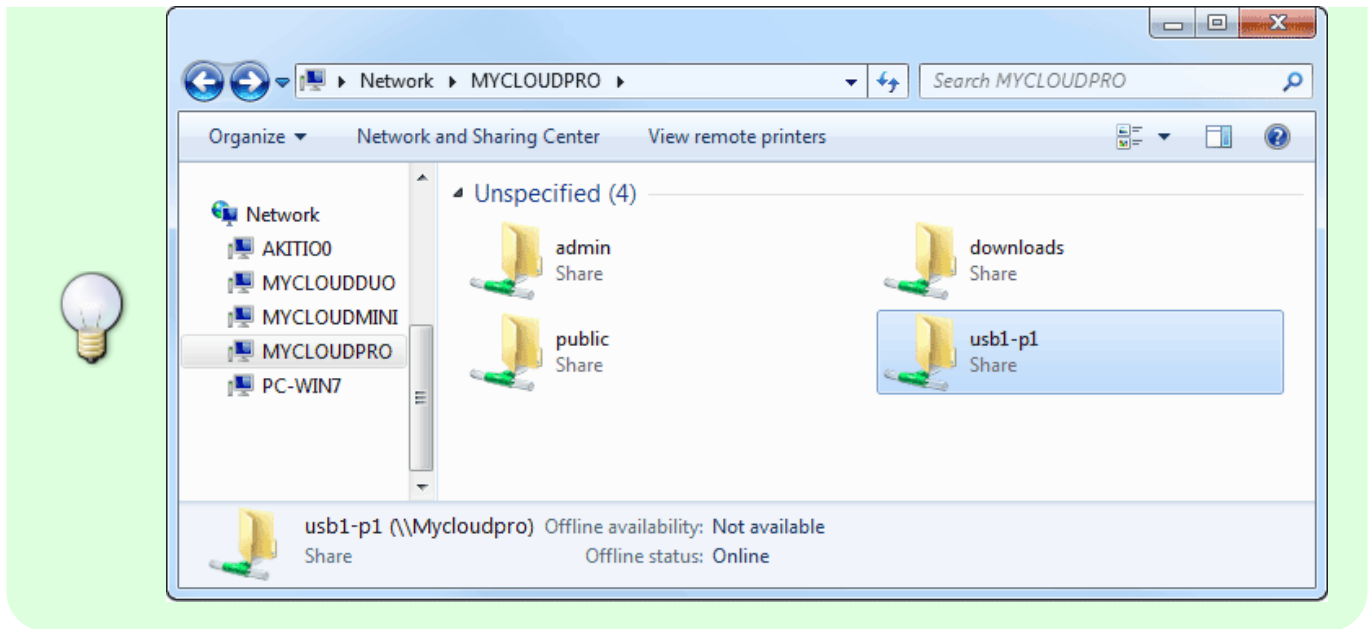 Network ▸ MYCLOUDPRO ▸
Search MYCLOUDPRO
Organize Network and Sharing Center View remote printers
Network
AKITIO0
MYCLOUDDUO
MYCLOUDMINI
MYCLOUDPRO
PC-WIN7
Unspecified (4)
admin
Share
downloads
Share
public
Share
usb1-p1
Share
usb1-p1 (\\Mycloudpro) Offline availability: Not available
Share Offline status: Online